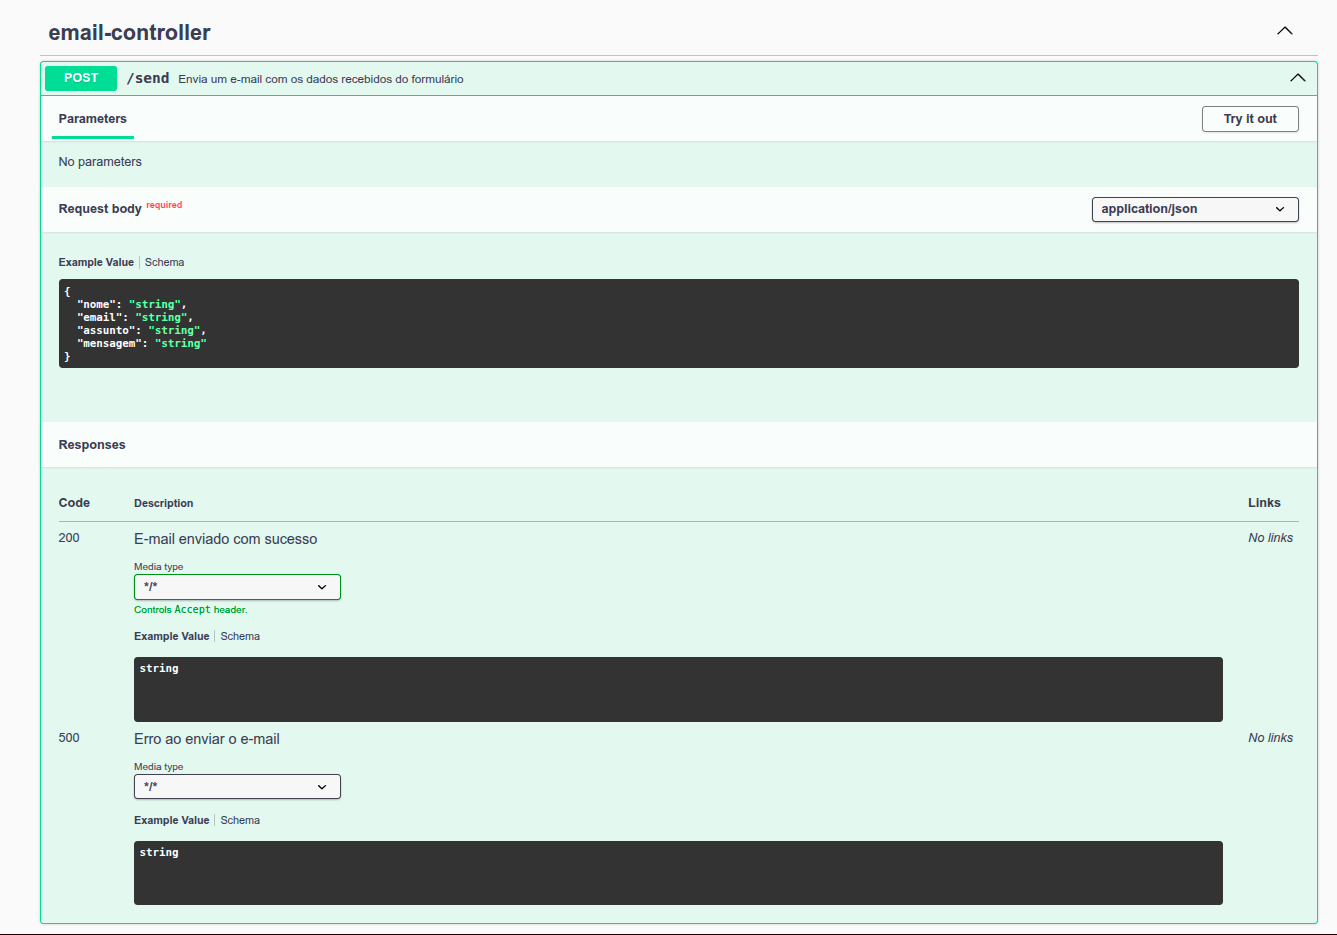 email-controller
POST /send Envia um e-mail com os dados recebidos do formulário
Parameters Try it out
No parameters
Request body required application/json
Example Value Schema
{
"nome": "string",
"email": "string",
"assunto": "string",
"mensagem": "string"
}
Responses
Code Description Links
200 E-mail enviado com sucesso No links
Media type
*/*
Controls Accept header.
Example Value Schema
string
500 Erro ao enviar o e-mail No links
Media type
*/*
Example Value Schema
string